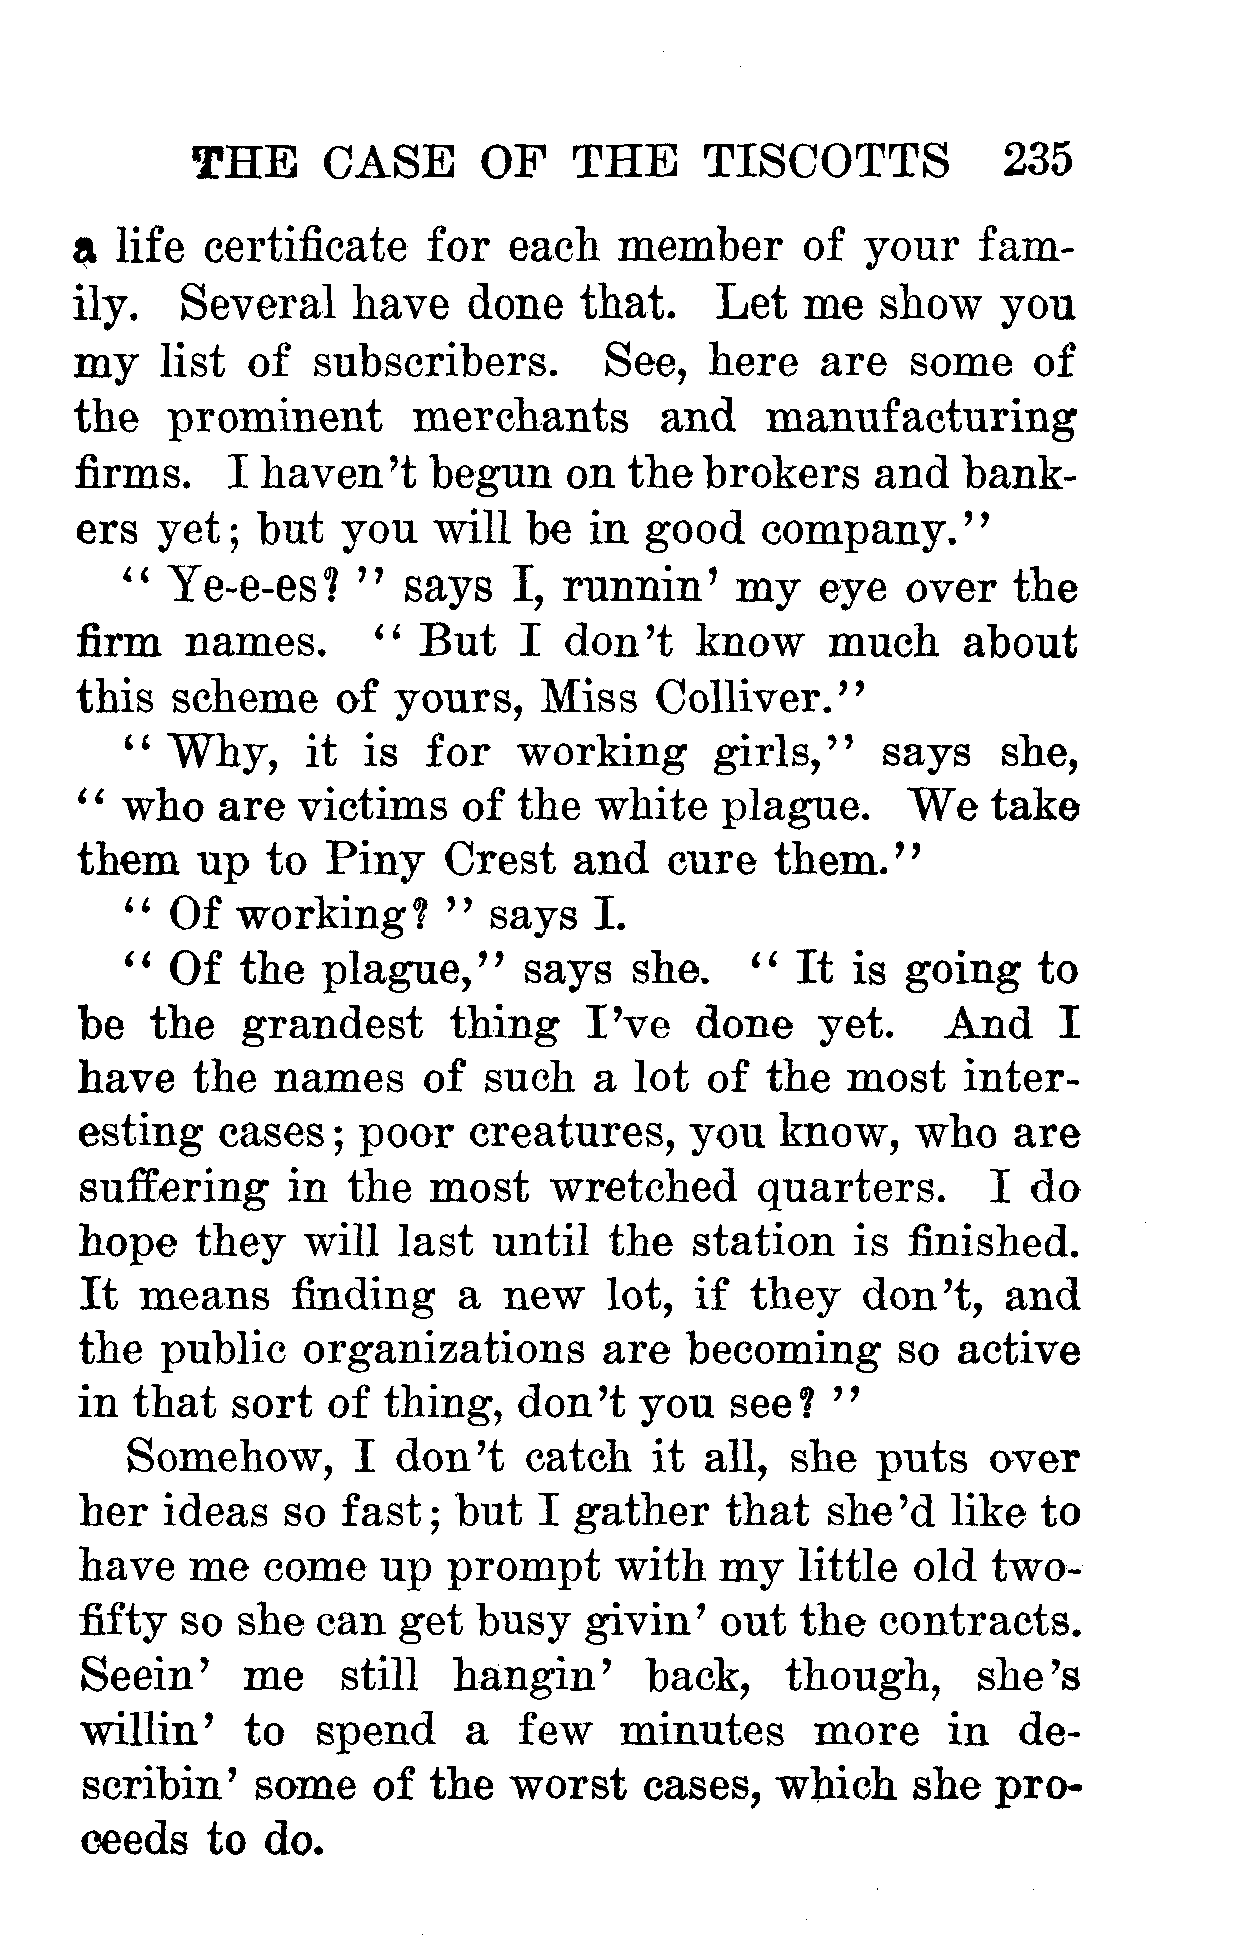 THE CASE OF THE TISCOTTS 235
a life certificate for each member of your fam-
ily. Several have done that. Let me show you
my list of subscribers. See, here are some of
the prominent merchants and manufacturing
firms. I haven't begun on the brokers and bank-
ers yet; but you will be in good company."
"Ye-e-es?" says I, runnin' my eye over the
firm names. "But I don't know much about
this scheme of yours, Miss Colliver."
"Why, it is for working girls," says she,
"who are victims of the white plague. We take
them up to Piny Crest and cure them."
"Of working?" says I.
"Of the plague," says she. "It is going to
be the grandest thing I've done yet. And I
have the names of such a lot of the most inter-
esting cases; poor creatures, you know, who are
suffering in the most wretched quarters. I do
hope they will last until the station is finished.
It means finding a new lot, if they don't, and
the public organizations are becoming so active
in that sort of thing, don't you see?"
Somehow, I don't catch it all, she puts over
her ideas so fast; but I gather that she'd like to
have me come up prompt with my little old two-
fifty so she can get busy givin' out the contracts.
Seein' me still hangin' back, though, she's
willin' to spend a few minutes more in de-
scribin' some of the worst cases, which she pro-
ceeds to do.